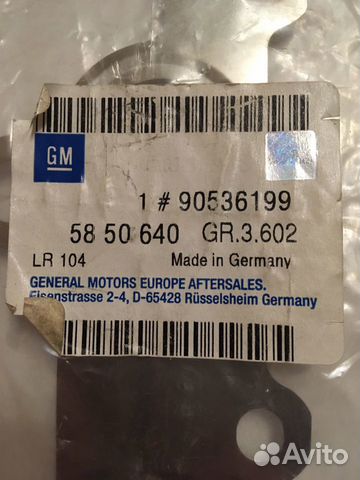 GM
1 # 90536199
58 50 640 GR.3.602
LR 104 Made in Germany
GENERAL MOTORS EUROPE AFTERSALES.
Eisenstrasse 2-4, D-65428 Rüsselsheim Germany
Avito